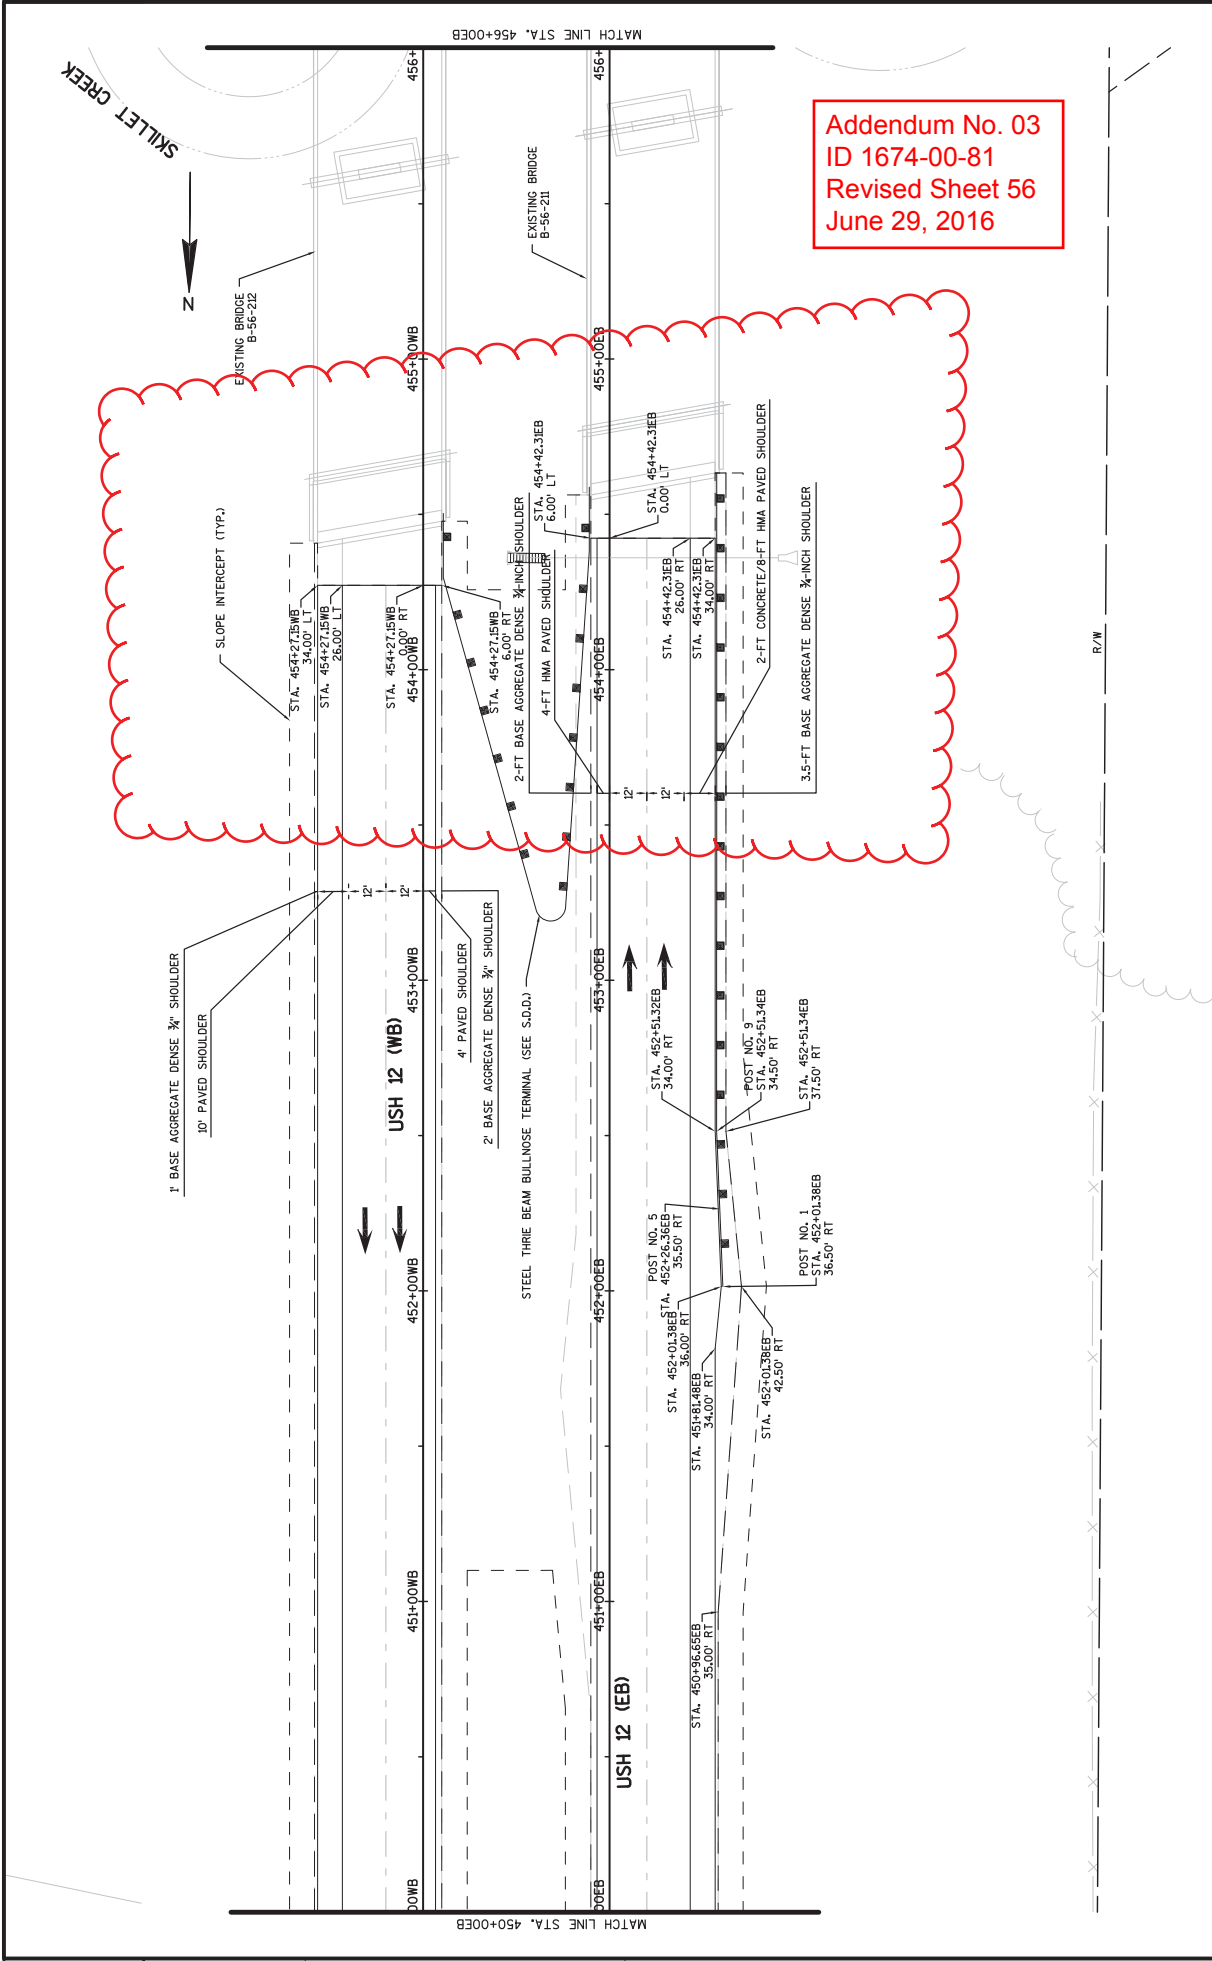 MATCH LINE STA. 456+00EB
SKILLET CREEK
N
Addendum No. 03
ID 1674-00-81
Revised Sheet 56
June 29, 2016
456+
456+
EXISTING BRIDGE
B-56-212
EXISTING BRIDGE
B-56-211
455+00WB
455+00EB
SLOPE INTERCEPT (TYP.)
STA. 454+27.15WB
34.00' LT
STA. 454+27.15WB
26.00' LT
STA. 454+27.15WB
0.00' RT
454+00WB
STA. 454+27.15WB
6.00' RT
2-FT BASE AGGREGATE DENSE ¾-INCH SHOULDER
4-FT HMA PAVED SHOULDER
STA. 454+42.31EB
6.00' LT
STA. 454+42.31EB
0.00' LT
454+00EB
STA. 454+42.31EB
26.00' RT
STA. 454+42.31EB
34.00' RT
2-FT CONCRETE/8-FT HMA PAVED SHOULDER
3.5-FT BASE AGGREGATE DENSE ¾-INCH SHOULDER
R/W
12'
12'
12'
12'
1' BASE AGGREGATE DENSE ¾" SHOULDER
10' PAVED SHOULDER
USH 12 (WB)
453+00WB
4' PAVED SHOULDER
2' BASE AGGREGATE DENSE ¾" SHOULDER
STEEL THRIE BEAM BULLNOSE TERMINAL (SEE S.D.D.)
453+00EB
STA. 452+51.32EB
34.00' RT
POST NO. 9
STA. 452+51.34EB
34.50' RT
STA. 452+51.34EB
37.50' RT
452+00WB
452+00EB
POST NO. 5
STA. 452+26.36EB
35.50' RT
POST NO. 1
STA. 452+01.38EB
36.50' RT
STA. 452+01.38EB
36.00' RT
STA. 451+81.48EB
34.00' RT
STA. 452+01.38EB
42.50' RT
451+00WB
451+00EB
STA. 450+96.65EB
35.00' RT
USH 12 (EB)
00WB
00EB
MATCH LINE STA. 450+00EB